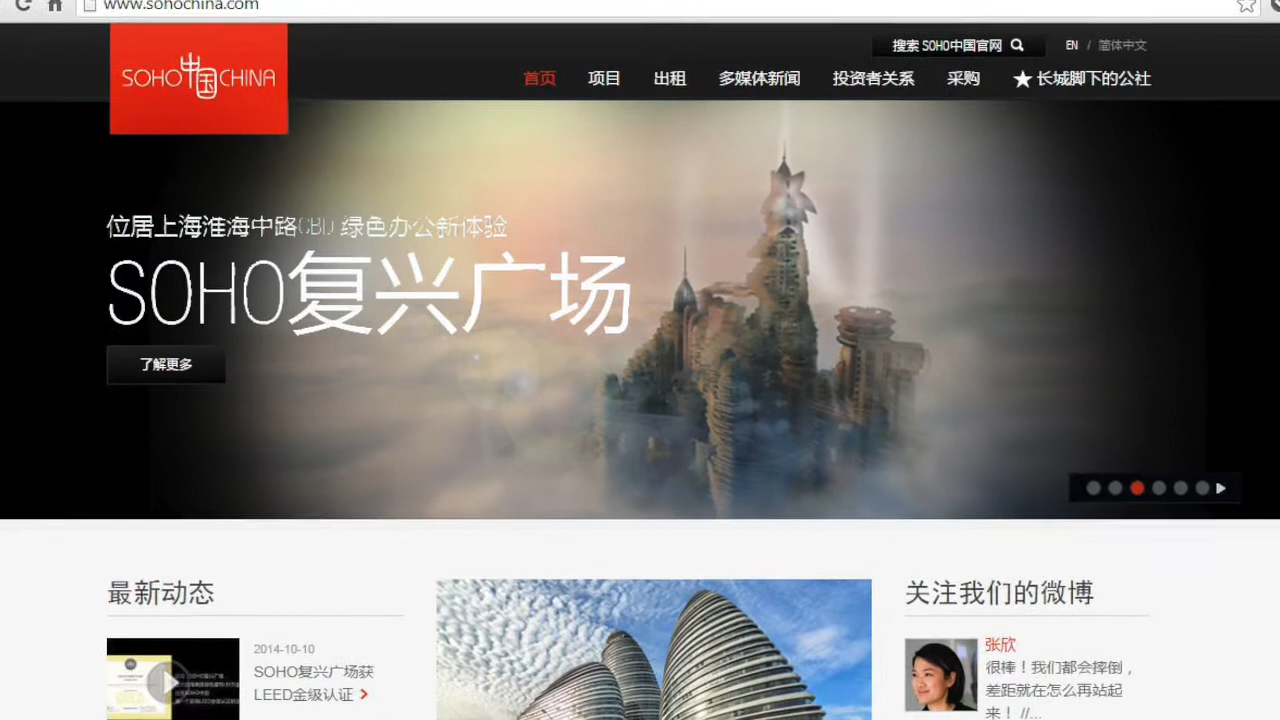 www.sohochina.com
搜索 SOHO中国官网
EN / 简体中文
SOHO中国CHINA
首页 项目 出租 多媒体新闻 投资者关系 采购 ★ 长城脚下的公社
位居上海淮海中路CBD 绿色办公新体验
SOHO复兴广场
了解更多
最新动态
2014-10-10
SOHO复兴广场获
LEED金级认证
关注我们的微博
张欣
很棒！我们都会摔倒，
差距就在怎么再站起
来！ //...